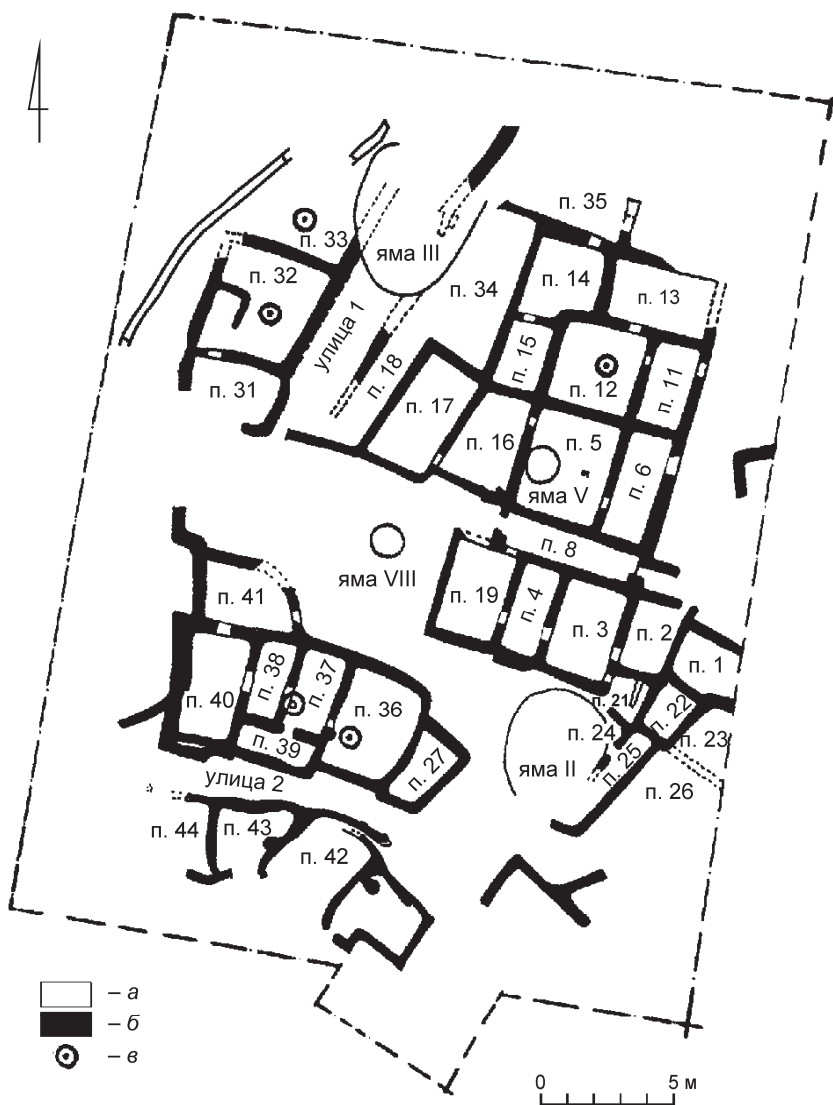 п. 35
п. 33
яма III
п. 32
п. 14
п. 34
п. 13
улица 1
п. 15
п. 18
п. 12
п. 11
п. 31
п. 17
п. 16
п. 5
п. 6
яма V
п. 8
яма VIII
п. 41
п. 19
п. 4
п. 3
п. 2
п. 1
п. 38
п. 37
п. 40
п. 36
п. 21
п. 22
п. 24
п. 23
п. 39
п. 27
п. 25
яма II
улица 2
п. 26
п. 44
п. 43
п. 42
– а
– б
– в
0 5 м